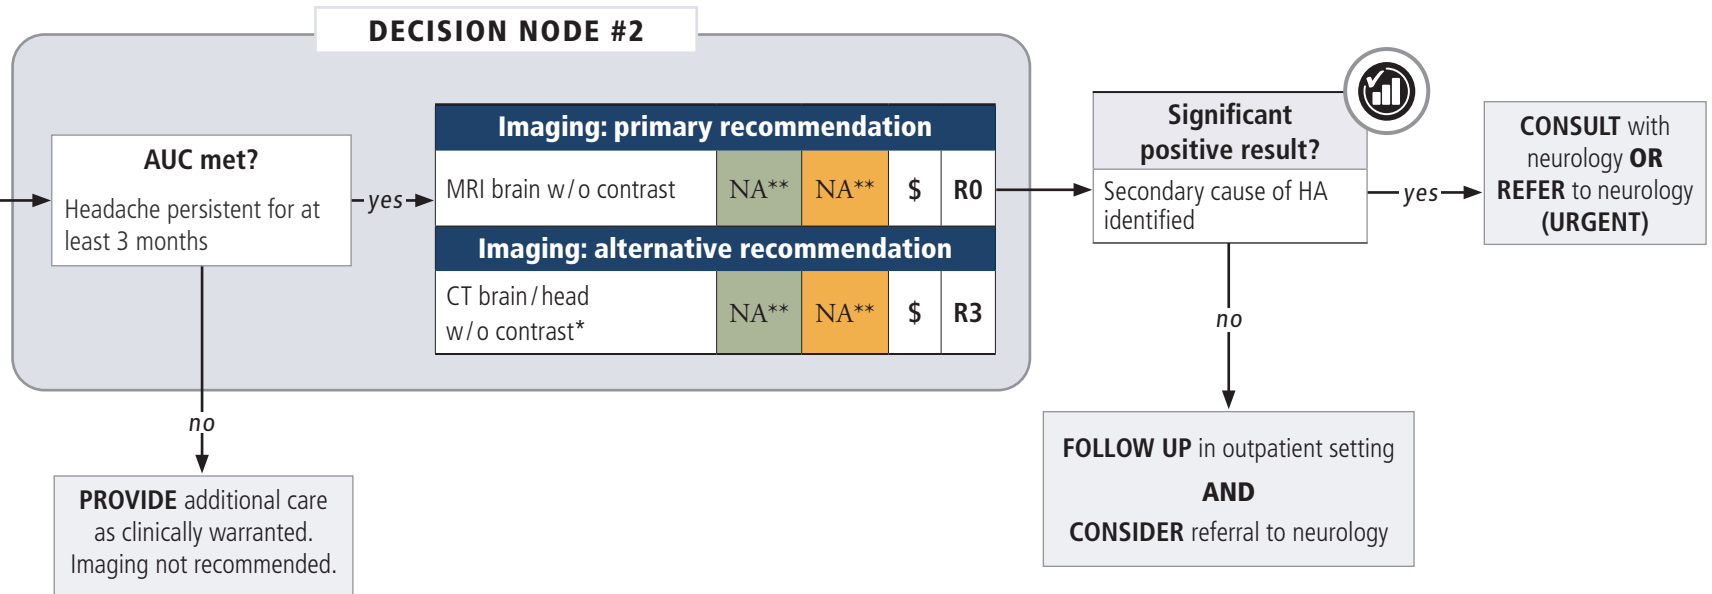 DECISION NODE #2
AUC met?
Headache persistent for at
least 3 months
yes
no
PROVIDE additional care
as clinically warranted.
Imaging not recommended.
Imaging: primary recommendation
MRI brain w/o contrast NA** NA** $ R0
Imaging: alternative recommendation
CT brain/head
w/o contrast* NA** NA** $ R3
Significant
positive result?
Secondary cause of HA
identified
yes
CONSULT with
neurology OR
REFER to neurology
(URGENT)
no
FOLLOW UP in outpatient setting
AND
CONSIDER referral to neurology